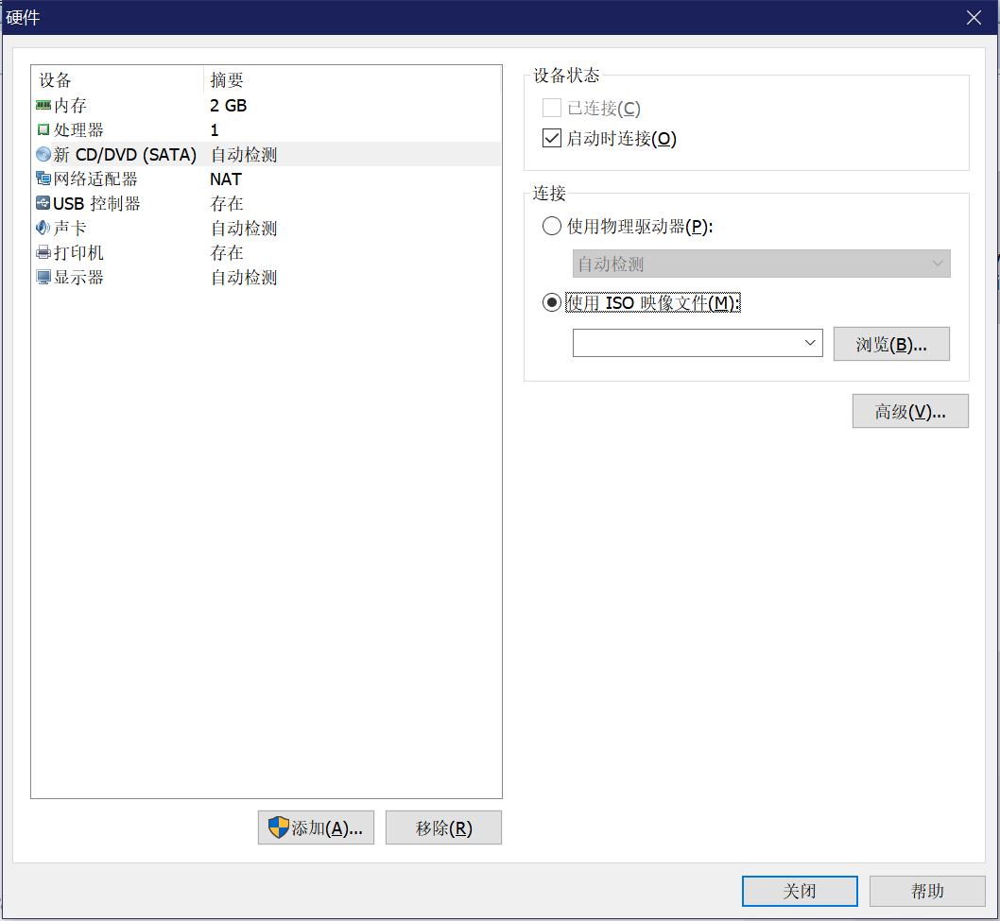 硬件
设备 摘要
内存 2 GB
处理器 1
新 CD/DVD (SATA) 自动检测
网络适配器 NAT
USB 控制器 存在
声卡 自动检测
打印机 存在
显示器 自动检测
添加(A)...
移除(R)
设备状态
已连接(C)
启动时连接(O)
连接
使用物理驱动器(P):
自动检测
使用 ISO 映像文件(M):
浏览(B)...
高级(V)...
关闭
帮助